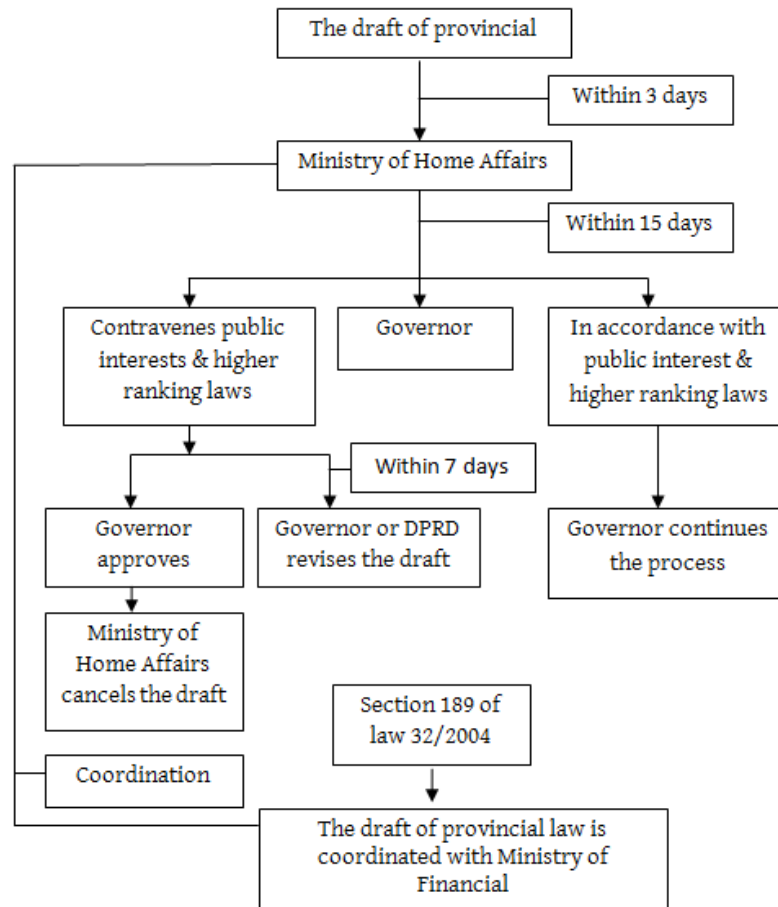 The draft of provincial
Within 3 days
Ministry of Home Affairs
Within 15 days
Contravenes public
interests & higher
ranking laws
Governor
In accordance with
public interest &
higher ranking laws
Within 7 days
Governor
approves
Governor or DPRD
revises the draft
Governor continues
the process
Ministry of
Home Affairs
cancels the draft
Section 189 of
law 32/2004
Coordination
The draft of provincial law is
coordinated with Ministry of
Financial